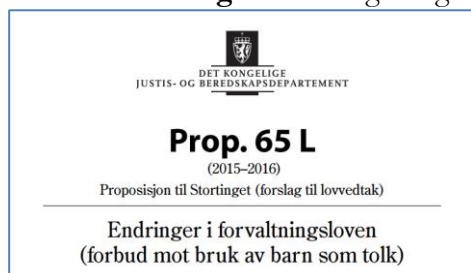 DET KONGELIGE
JUSTIS- OG BEREDSKAPSDEPARTEMENT
Prop. 65 L
(2015–2016)
Proposisjon til Stortinget (forslag til lovvedtak)
Endringer i forvaltningsloven
(forbud mot bruk av barn som tolk)